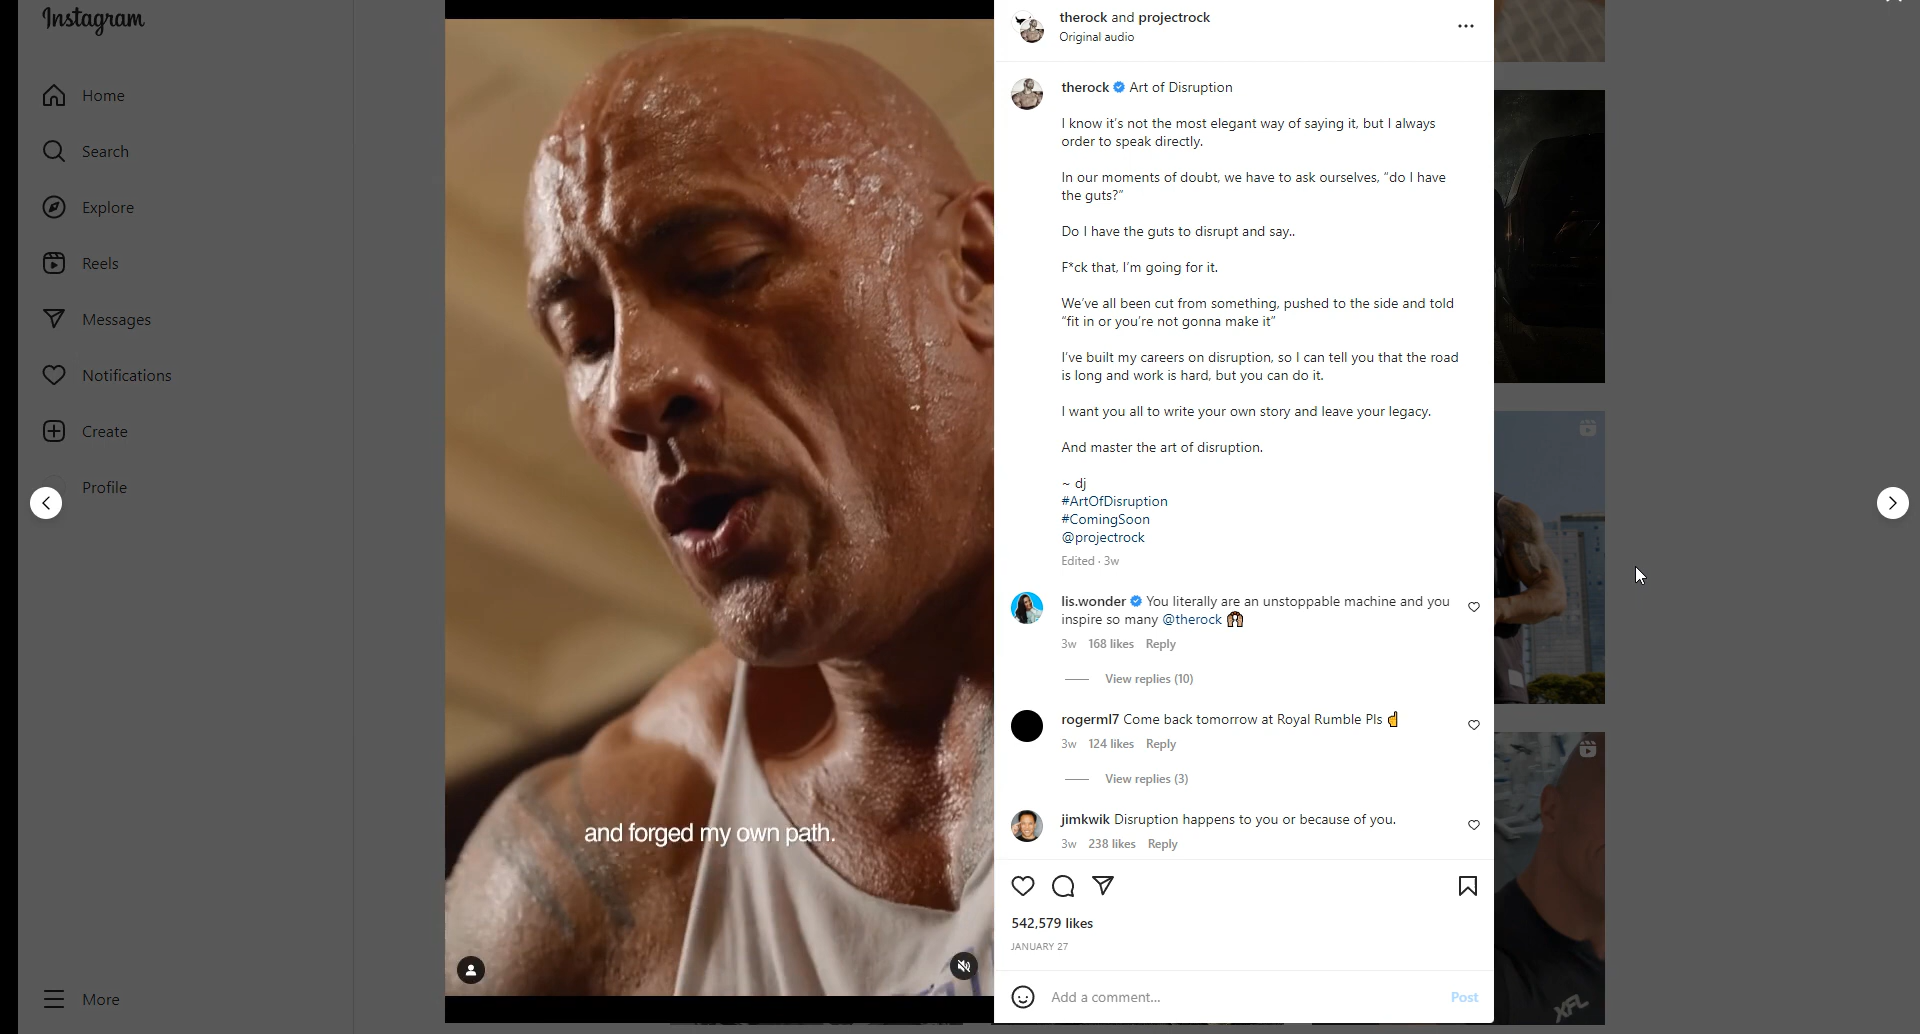 Instagram
Home
Search
Explore
Reels
Messages
Notifications
Create
Profile
More
and forged my own path.
therock and projectrock
Original audio
therock Art of Disruption
I know it's not the most elegant way of saying it, but I always
order to speak directly.
In our moments of doubt, we have to ask ourselves, “do I have
the guts?”
Do I have the guts to disrupt and say..
F*ck that, I'm going for it.
We've all been cut from something, pushed to the side and told
“fit in or you're not gonna make it”
I've built my careers on disruption, so I can tell you that the road
is long and work is hard, but you can do it.
I want you all to write your own story and leave your legacy.
And master the art of disruption.
~ dj
#ArtOfDisruption
#ComingSoon
@projectrock
Edited · 3w
lis.wonder You literally are an unstoppable machine and you
inspire so many @therock 🙌
3w 168 likes Reply
View replies (10)
rogerml7 Come back tomorrow at Royal Rumble Pls ☝
3w 124 likes Reply
View replies (3)
jimkwik Disruption happens to you or because of you.
3w 238 likes Reply
542,579 likes
JANUARY 27
Add a comment...
Post
XFL